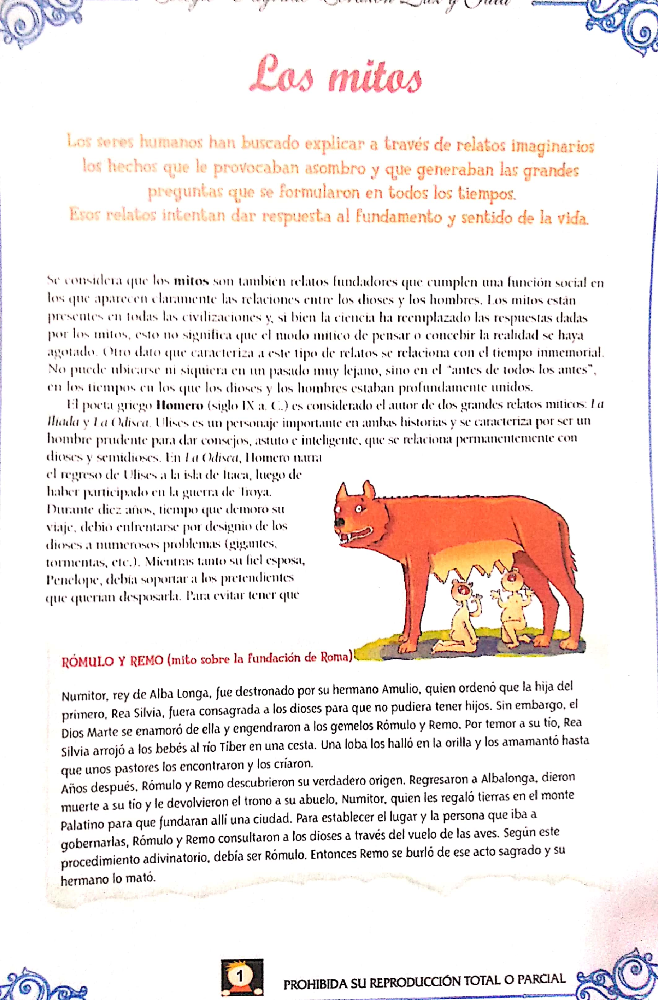 Los mitos
Los seres humanos han buscado explicar a través de relatos imaginarios
los hechos que le provocaban asombro y que generaban las grandes
preguntas que se formularon en todos los tiempos.
Esos relatos intentan dar respuesta al fundamento y sentido de la vida.
Se considera que los mitos son también relatos fundadores que cumplen una función social en
los que aparecen claramente las relaciones entre los dioses y los hombres. Los mitos están
presentes en todas las civilizaciones y, si bien la ciencia ha reemplazado las respuestas dadas
por los mitos, esto no significa que el modo mítico de pensar o concebir la realidad se haya
agotado. Otro dato que caracteriza a este tipo de relatos se relaciona con el tiempo inmemorial.
No puede ubicarse ni siquiera en un pasado muy lejano, sino en el “antes de todos los antes”,
en los tiempos en los que los dioses y los hombres estaban profundamente unidos.
El poeta griego Homero (siglo IX a. C.) es considerado el autor de dos grandes relatos míticos: La
Ilíada y La Odisea. Ulises es un personaje importante en ambas historias y se caracteriza por ser un
hombre prudente para dar consejos, astuto e inteligente, que se relaciona permanentemente con
dioses y semidioses. En La Odisea, Homero narra
el regreso de Ulises a la isla de Ítaca, luego de
haber participado en la guerra de Troya.
Durante diez años, tiempo que demoró su
viaje, debió enfrentarse por designio de los
dioses a numerosos problemas (gigantes,
tormentas, etc.). Mientras tanto su fiel esposa,
Penélope, debía soportar a los pretendientes
que querían desposarla. Para evitar tener que
RÓMULO Y REMO (mito sobre la fundación de Roma)
Numitor, rey de Alba Longa, fue destronado por su hermano Amulio, quien ordenó que la hija del
primero, Rea Silvia, fuera consagrada a los dioses para que no pudiera tener hijos. Sin embargo, el
Dios Marte se enamoró de ella y engendraron a los gemelos Rómulo y Remo. Por temor a su tío, Rea
Silvia arrojó a los bebés al río Tíber en una cesta. Una loba los halló en la orilla y los amamantó hasta
que unos pastores los encontraron y los criaron.
Años después, Rómulo y Remo descubrieron su verdadero origen. Regresaron a Albalonga, dieron
muerte a su tío y le devolvieron el trono a su abuelo, Numitor, quien les regaló tierras en el monte
Palatino para que fundaran allí una ciudad. Para establecer el lugar y la persona que iba a
gobernarlas, Rómulo y Remo consultaron a los dioses a través del vuelo de las aves. Según este
procedimiento adivinatorio, debía ser Rómulo. Entonces Remo se burló de ese acto sagrado y su
hermano lo mató.
1
PROHIBIDA SU REPRODUCCIÓN TOTAL O PARCIAL